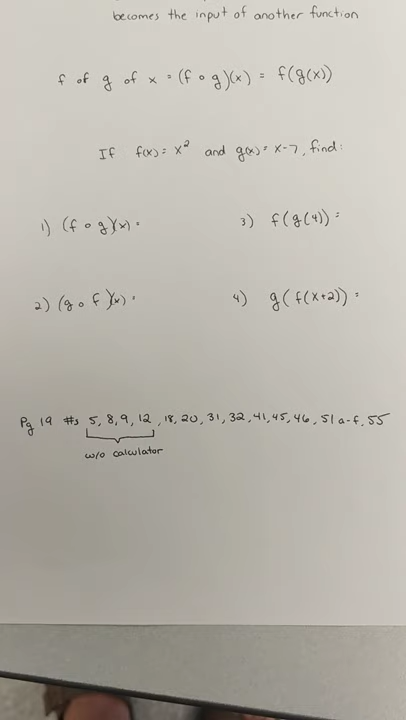 becomes the input of another function
f of g of x = (f ∘ g)(x) = f(g(x))
If f(x) = x² and g(x) = x-7, find:
1) (f ∘ g)(x) =
3) f(g(4)) =
2) (g ∘ f)(x) =
4) g(f(x+2)) =
Pg 19 #s 5, 8, 9, 12, 18, 20, 31, 32, 41, 45, 46, 51 a-f, 55
w/o calculator